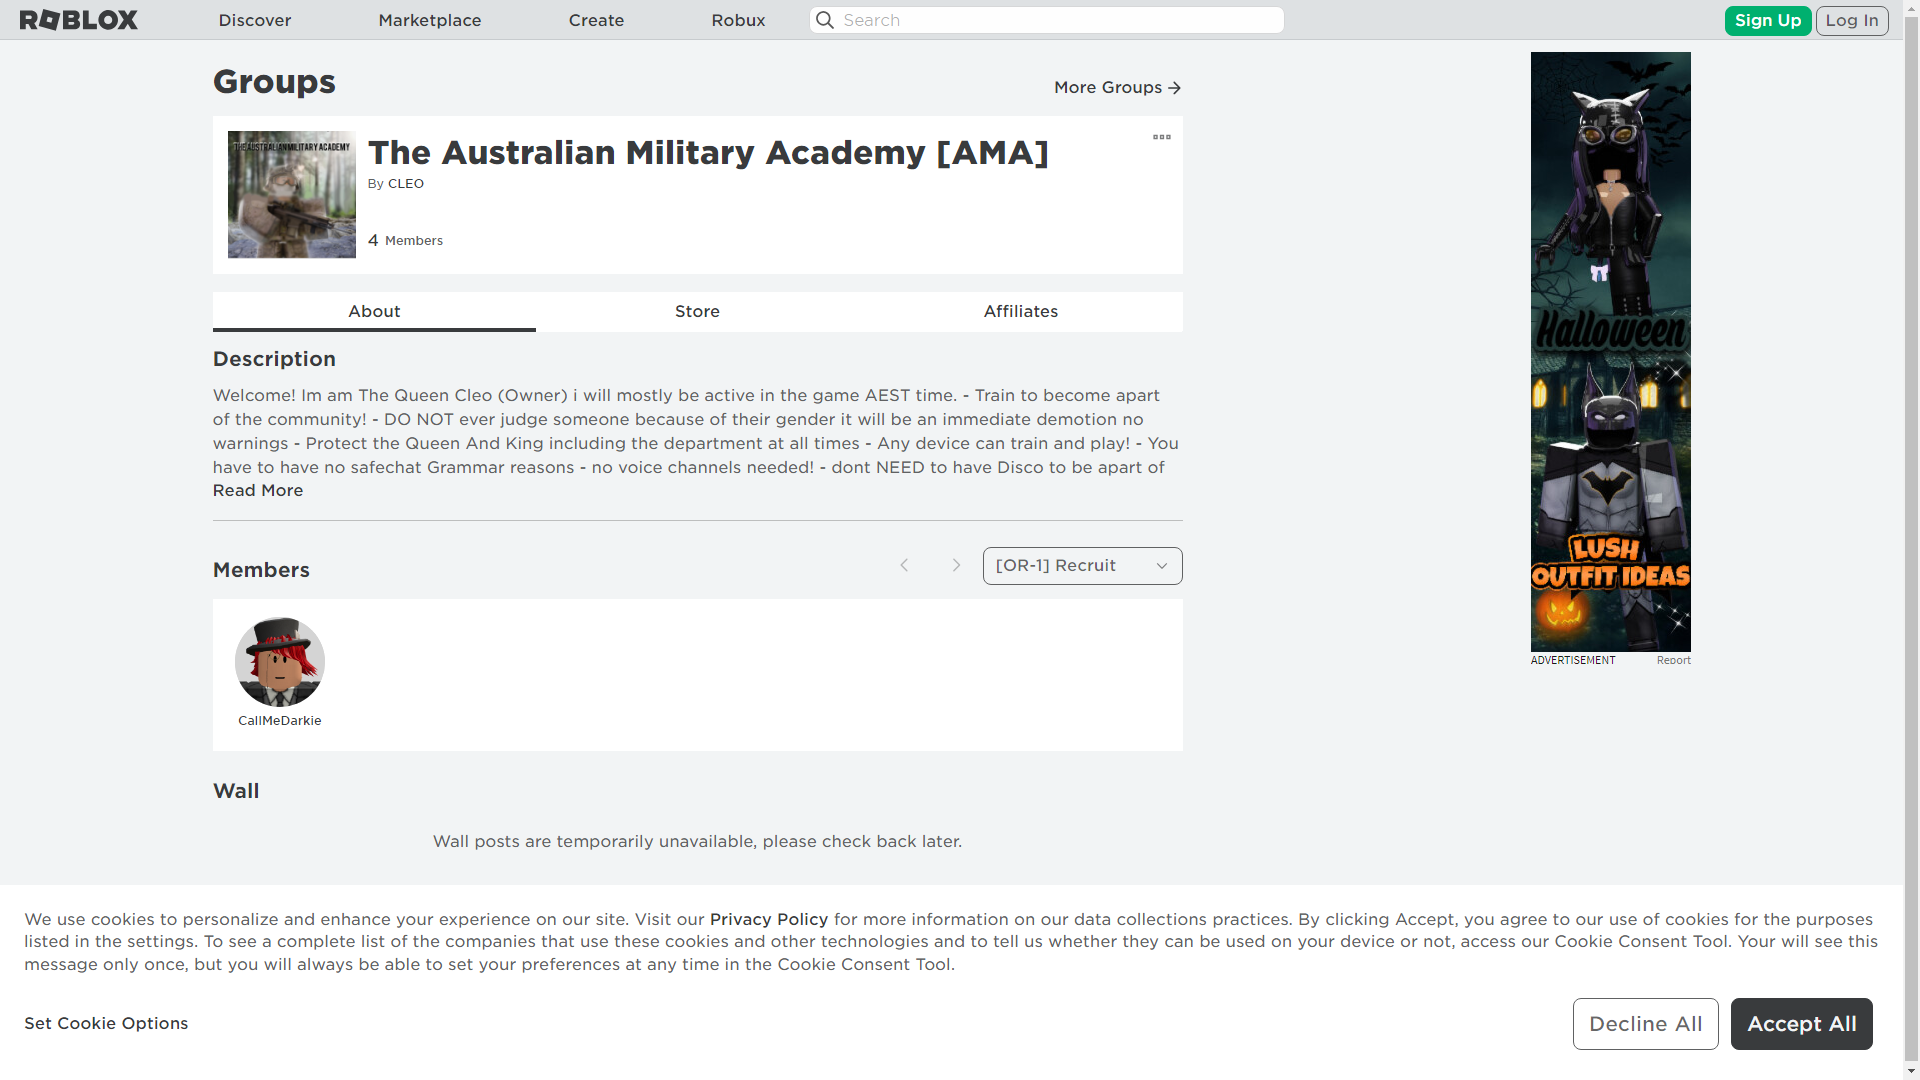 ROBLOX
Discover
Marketplace
Create
Robux
Search
Sign Up
Log In
Groups
More Groups
THE AUSTRALIAN MILITARY ACADEMY
The Australian Military Academy [AMA]
By CLEO
4 Members
About
Store
Affiliates
Description
Welcome! Im am The Queen Cleo (Owner) i will mostly be active in the game AEST time. - Train to become apart
of the community! - DO NOT ever judge someone because of their gender it will be an immediate demotion no
warnings - Protect the Queen And King including the department at all times - Any device can train and play! - You
have to have no safechat Grammar reasons - no voice channels needed! - dont NEED to have Disco to be apart of
Read More
Members
[OR-1] Recruit
CallMeDarkie
Wall
Wall posts are temporarily unavailable, please check back later.
Halloween
LUSH
OUTFIT IDEAS
ADVERTISEMENT
Report
We use cookies to personalize and enhance your experience on our site. Visit our Privacy Policy for more information on our data collections practices. By clicking Accept, you agree to our use of cookies for the purposes
listed in the settings. To see a complete list of the companies that use these cookies and other technologies and to tell us whether they can be used on your device or not, access our Cookie Consent Tool. Your will see this
message only once, but you will always be able to set your preferences at any time in the Cookie Consent Tool.
Set Cookie Options
Decline All
Accept All